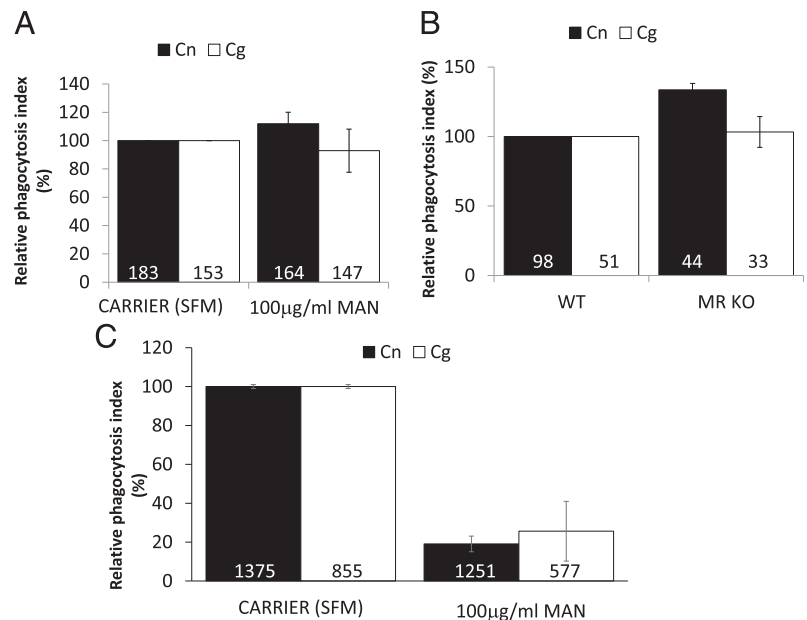 A
Cn Cg
Relative phagocytosis index
(%)
140
120
100
80
60
40
20
0
183 153 164 147
CARRIER (SFM) 100µg/ml MAN
B
Cn Cg
Relative phagocytosis index (%)
150
100
50
0
98 51 44 33
WT MR KO
C
Cn Cg
Relative phagocytosis index
(%)
120
100
80
60
40
20
0
1375 855 1251 577
CARRIER (SFM) 100µg/ml MAN